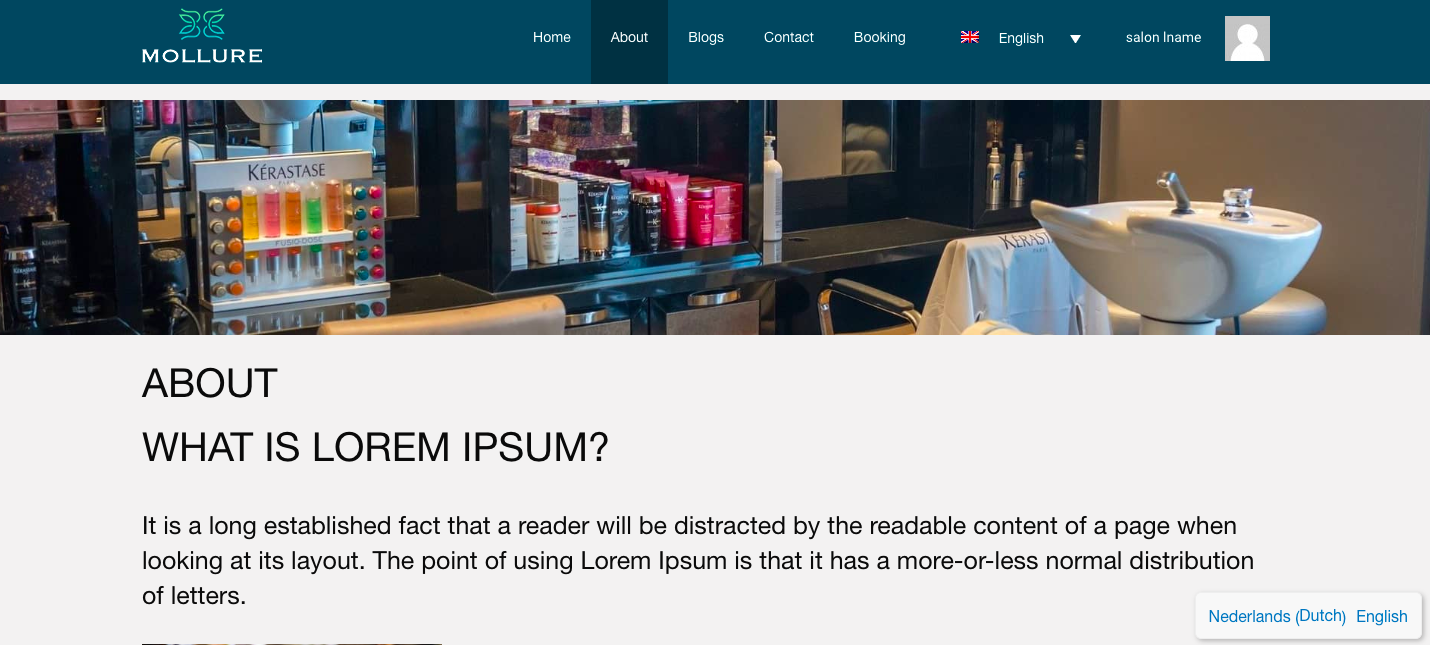 MOLLURE
Home About Blogs Contact Booking English salon lname
KÉRASTASE
PARIS
FUSIO-DOSE
ABOUT
WHAT IS LOREM IPSUM?
It is a long established fact that a reader will be distracted by the readable content of a page when
looking at its layout. The point of using Lorem Ipsum is that it has a more-or-less normal distribution
of letters.
Nederlands (Dutch) English